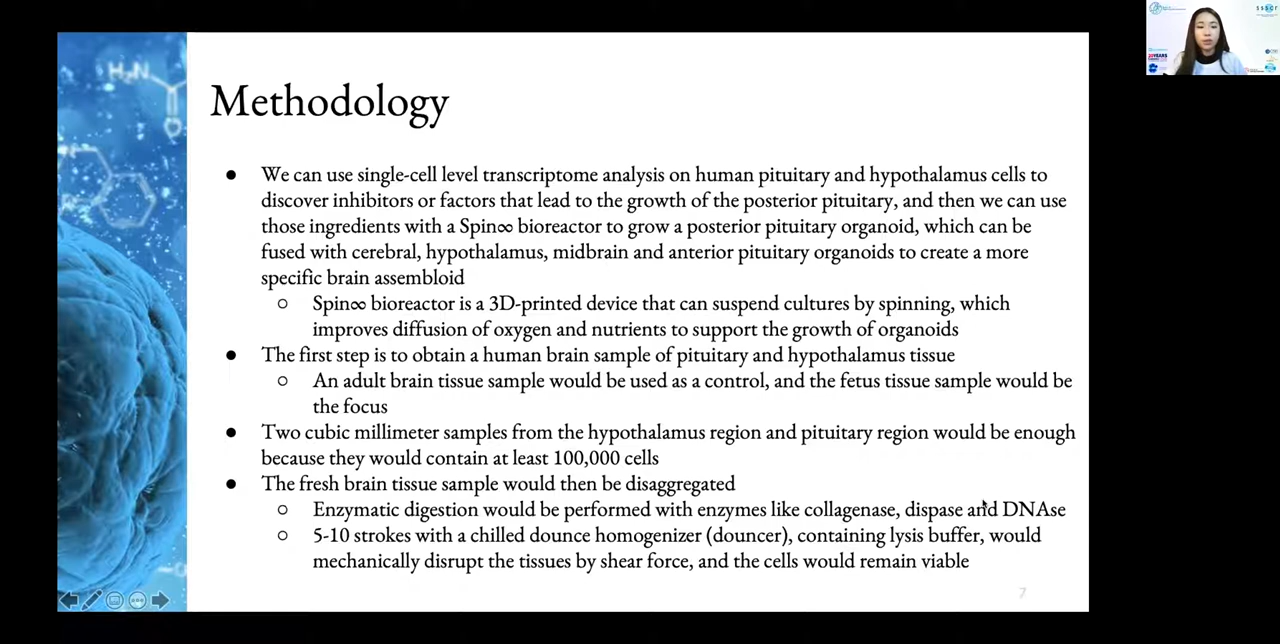 Methodology
● We can use single-cell level transcriptome analysis on human pituitary and hypothalamus cells to
discover inhibitors or factors that lead to the growth of the posterior pituitary, and then we can use
those ingredients with a Spin∞ bioreactor to grow a posterior pituitary organoid, which can be
fused with cerebral, hypothalamus, midbrain and anterior pituitary organoids to create a more
specific brain assembloid
○ Spin∞ bioreactor is a 3D-printed device that can suspend cultures by spinning, which
improves diffusion of oxygen and nutrients to support the growth of organoids
● The first step is to obtain a human brain sample of pituitary and hypothalamus tissue
○ An adult brain tissue sample would be used as a control, and the fetus tissue sample would be
the focus
● Two cubic millimeter samples from the hypothalamus region and pituitary region would be enough
because they would contain at least 100,000 cells
● The fresh brain tissue sample would then be disaggregated
○ Enzymatic digestion would be performed with enzymes like collagenase, dispase and DNAse
○ 5-10 strokes with a chilled dounce homogenizer (douncer), containing lysis buffer, would
mechanically disrupt the tissues by shear force, and the cells would remain viable
7
H₂N
ssscr